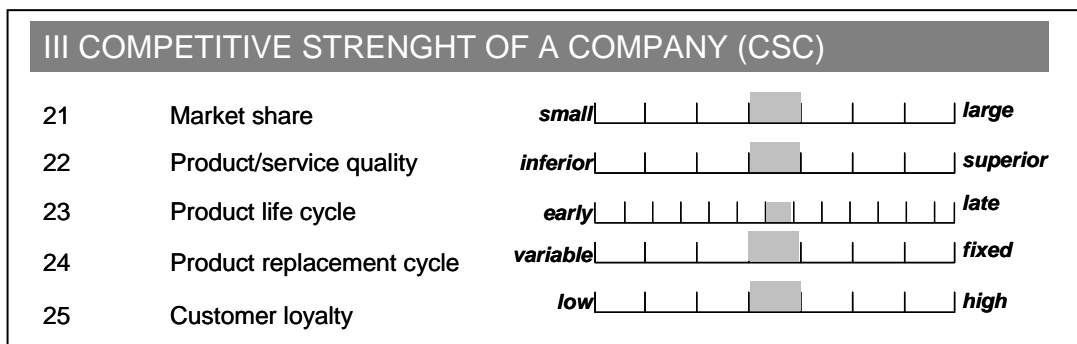 III COMPETITIVE STRENGHT OF A COMPANY (CSC)
21 Market share small large
22 Product/service quality inferior superior
23 Product life cycle early late
24 Product replacement cycle variable fixed
25 Customer loyalty low high